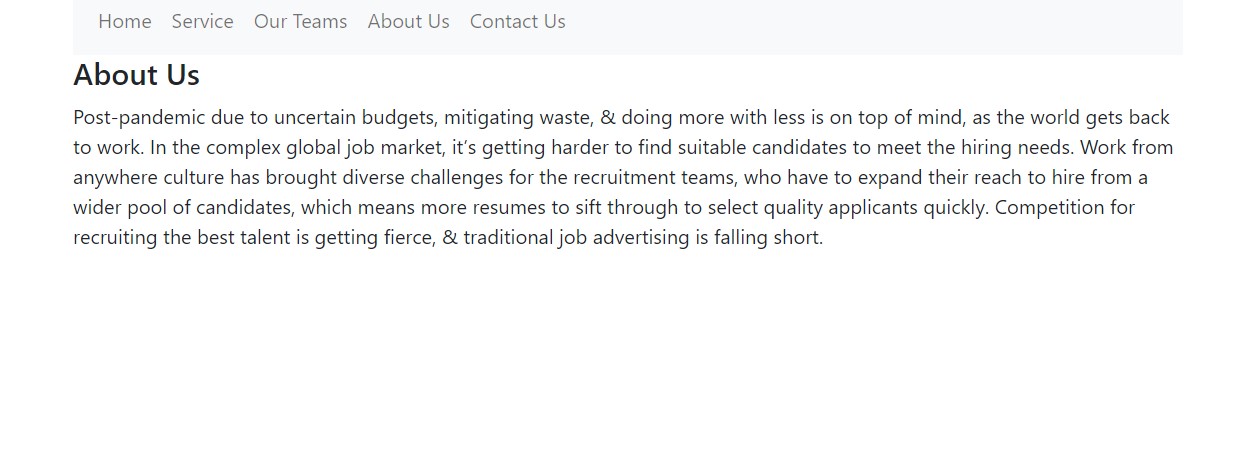 Home Service Our Teams About Us Contact Us
About Us
Post-pandemic due to uncertain budgets, mitigating waste, & doing more with less is on top of mind, as the world gets back
to work. In the complex global job market, it’s getting harder to find suitable candidates to meet the hiring needs. Work from
anywhere culture has brought diverse challenges for the recruitment teams, who have to expand their reach to hire from a
wider pool of candidates, which means more resumes to sift through to select quality applicants quickly. Competition for
recruiting the best talent is getting fierce, & traditional job advertising is falling short.